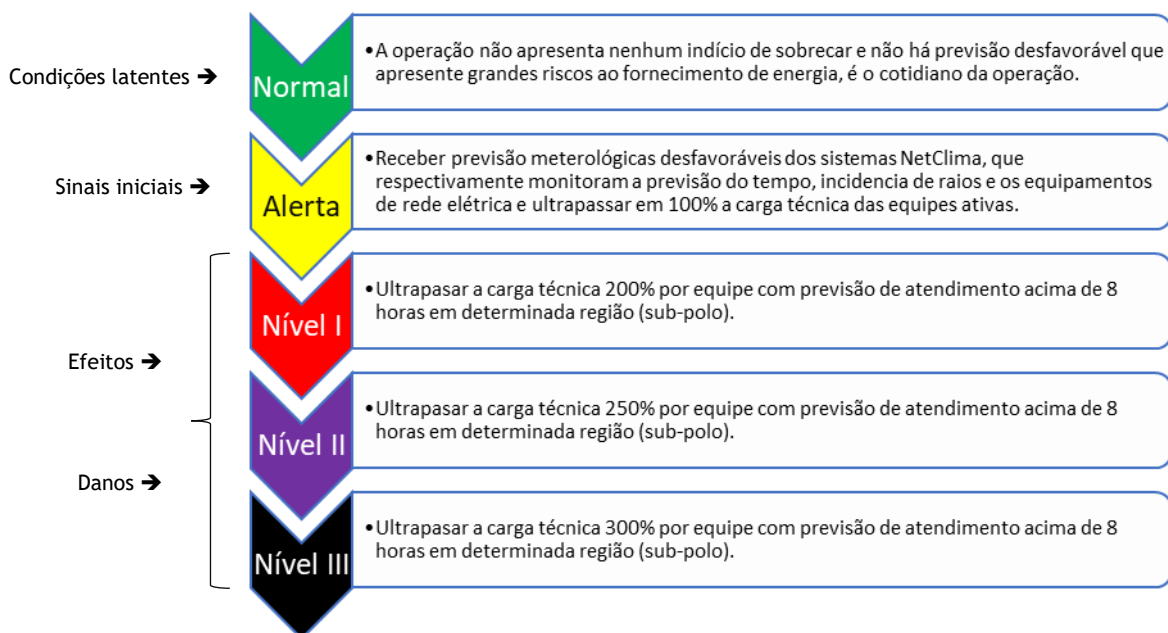 Condições latentes ➔
Normal
•A operação não apresenta nenhum indício de sobrecar e não há previsão desfavorável que
apresente grandes riscos ao fornecimento de energia, é o cotidiano da operação.
Sinais iniciais ➔
Alerta
•Receber previsão meterológicas desfavoráveis dos sistemas NetClima, que
respectivamente monitoram a previsão do tempo, incidencia de raios e os equipamentos
de rede elétrica e ultrapassar em 100% a carga técnica das equipes ativas.
Efeitos ➔
Nível I
•Ultrapasar a carga técnica 200% por equipe com previsão de atendimento acima de 8
horas em determinada região (sub-polo).
Nível II
•Ultrapasar a carga técnica 250% por equipe com previsão de atendimento acima de 8
horas em determinada região (sub-polo).
Danos ➔
Nível III
•Ultrapasar a carga técnica 300% por equipe com previsão de atendimento acima de 8
horas em determinada região (sub-polo).